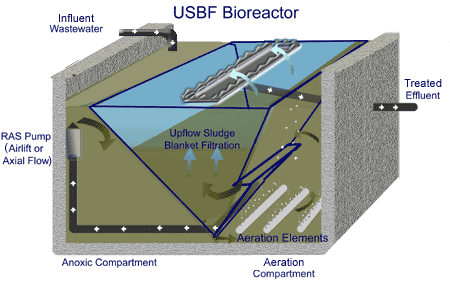 USBF Bioreactor
Influent
Wastewater
Treated
Effluent
RAS Pump
(Airlift or
Axial Flow)
Upflow Sludge
Blanket Filtration
Aeration Elements
Anoxic Compartment
Aeration
Compartment